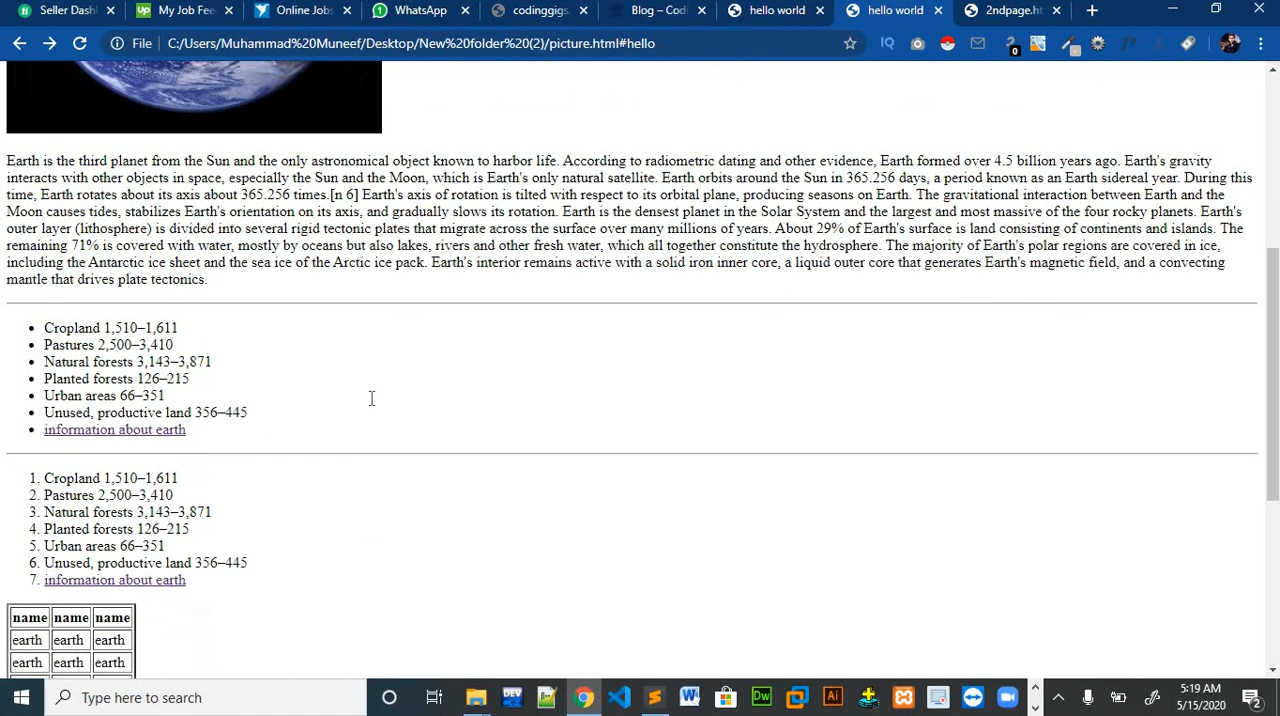 Seller Dash
My Job Fee
Online Jobs
WhatsApp
codinggigs.
Blog – Codi
hello world
hello world
2ndpage.ht
File
C:/Users/Muhammad%20Muneef/Desktop/New%20folder%20(2)/picture.html#hello
Earth is the third planet from the Sun and the only astronomical object known to harbor life. According to radiometric dating and other evidence, Earth formed over 4.5 billion years ago. Earth's gravity
interacts with other objects in space, especially the Sun and the Moon, which is Earth's only natural satellite. Earth orbits around the Sun in 365.256 days, a period known as an Earth sidereal year. During this
time, Earth rotates about its axis about 365.256 times.[n 6] Earth's axis of rotation is tilted with respect to its orbital plane, producing seasons on Earth. The gravitational interaction between Earth and the
Moon causes tides, stabilizes Earth's orientation on its axis, and gradually slows its rotation. Earth is the densest planet in the Solar System and the largest and most massive of the four rocky planets. Earth's
outer layer (lithosphere) is divided into several rigid tectonic plates that migrate across the surface over many millions of years. About 29% of Earth's surface is land consisting of continents and islands. The
remaining 71% is covered with water, mostly by oceans but also lakes, rivers and other fresh water, which all together constitute the hydrosphere. The majority of Earth's polar regions are covered in ice,
including the Antarctic ice sheet and the sea ice of the Arctic ice pack. Earth's interior remains active with a solid iron inner core, a liquid outer core that generates Earth's magnetic field, and a convecting
mantle that drives plate tectonics.
• Cropland 1,510–1,611
• Pastures 2,500–3,410
• Natural forests 3,143–3,871
• Planted forests 126–215
• Urban areas 66–351
• Unused, productive land 356–445
• information about earth
1. Cropland 1,510–1,611
2. Pastures 2,500–3,410
3. Natural forests 3,143–3,871
4. Planted forests 126–215
5. Urban areas 66–351
6. Unused, productive land 356–445
7. information about earth
name name name
earth earth earth
earth earth earth
Type here to search
5:19 AM
5/15/2020